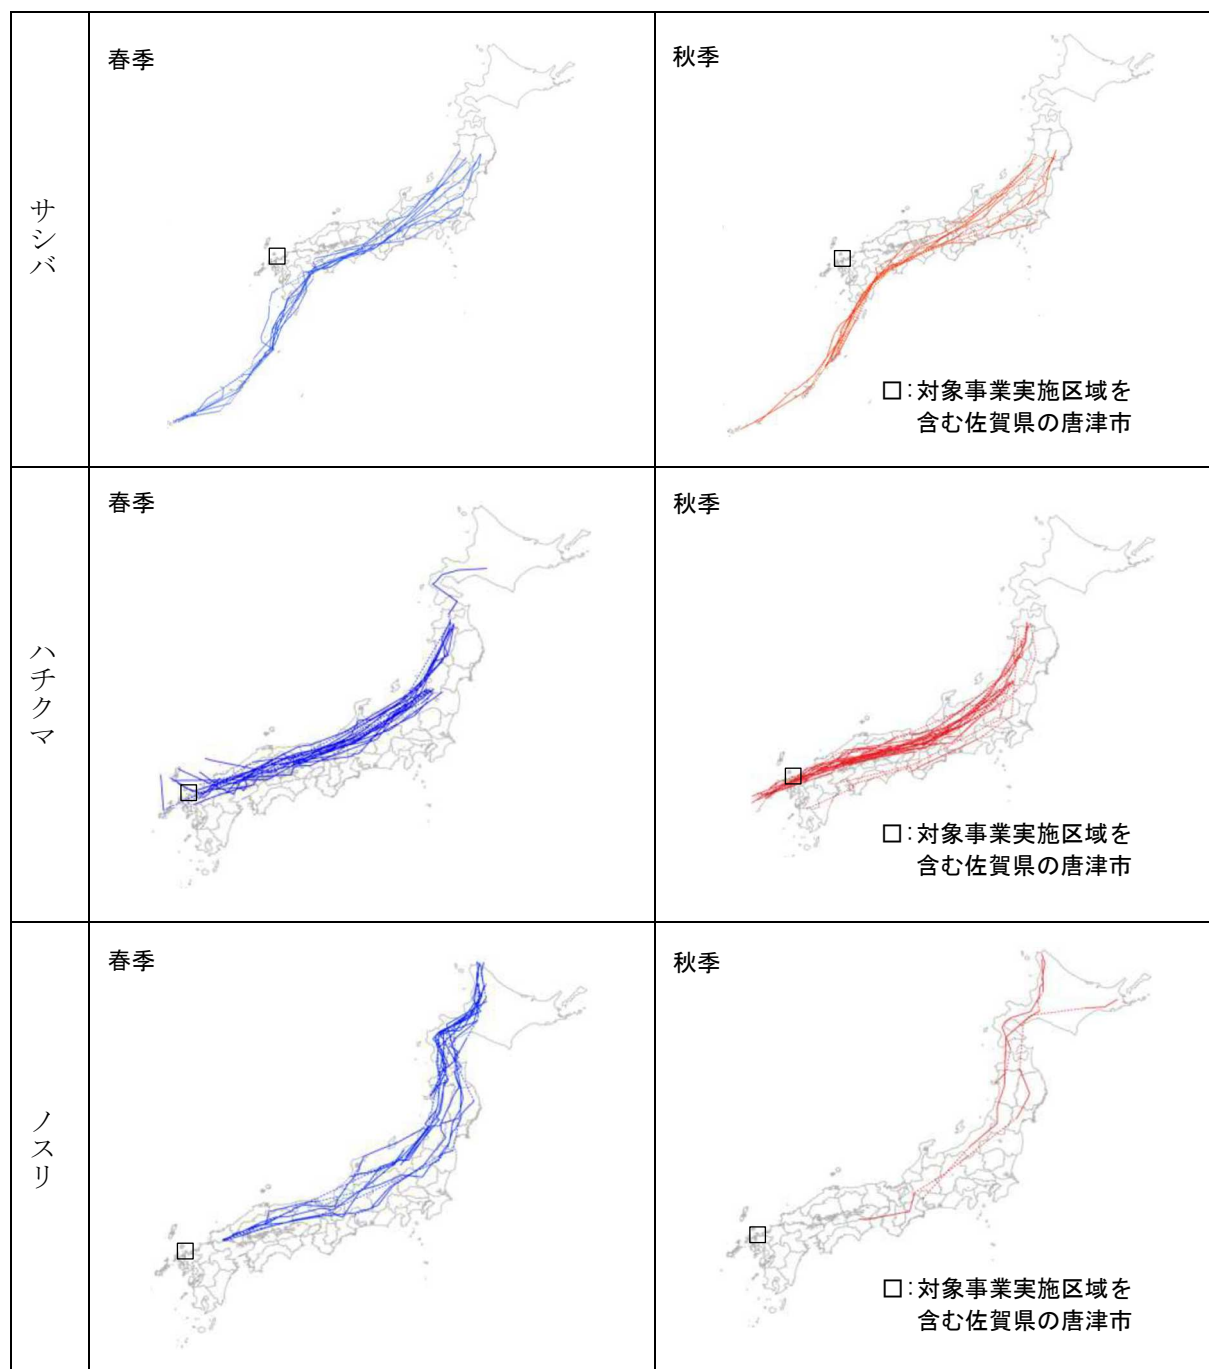 サシバ
春季
秋季
□:対象事業実施区域を
含む佐賀県の唐津市
ハチクマ
春季
秋季
□:対象事業実施区域を
含む佐賀県の唐津市
ノスリ
春季
秋季
□:対象事業実施区域を
含む佐賀県の唐津市